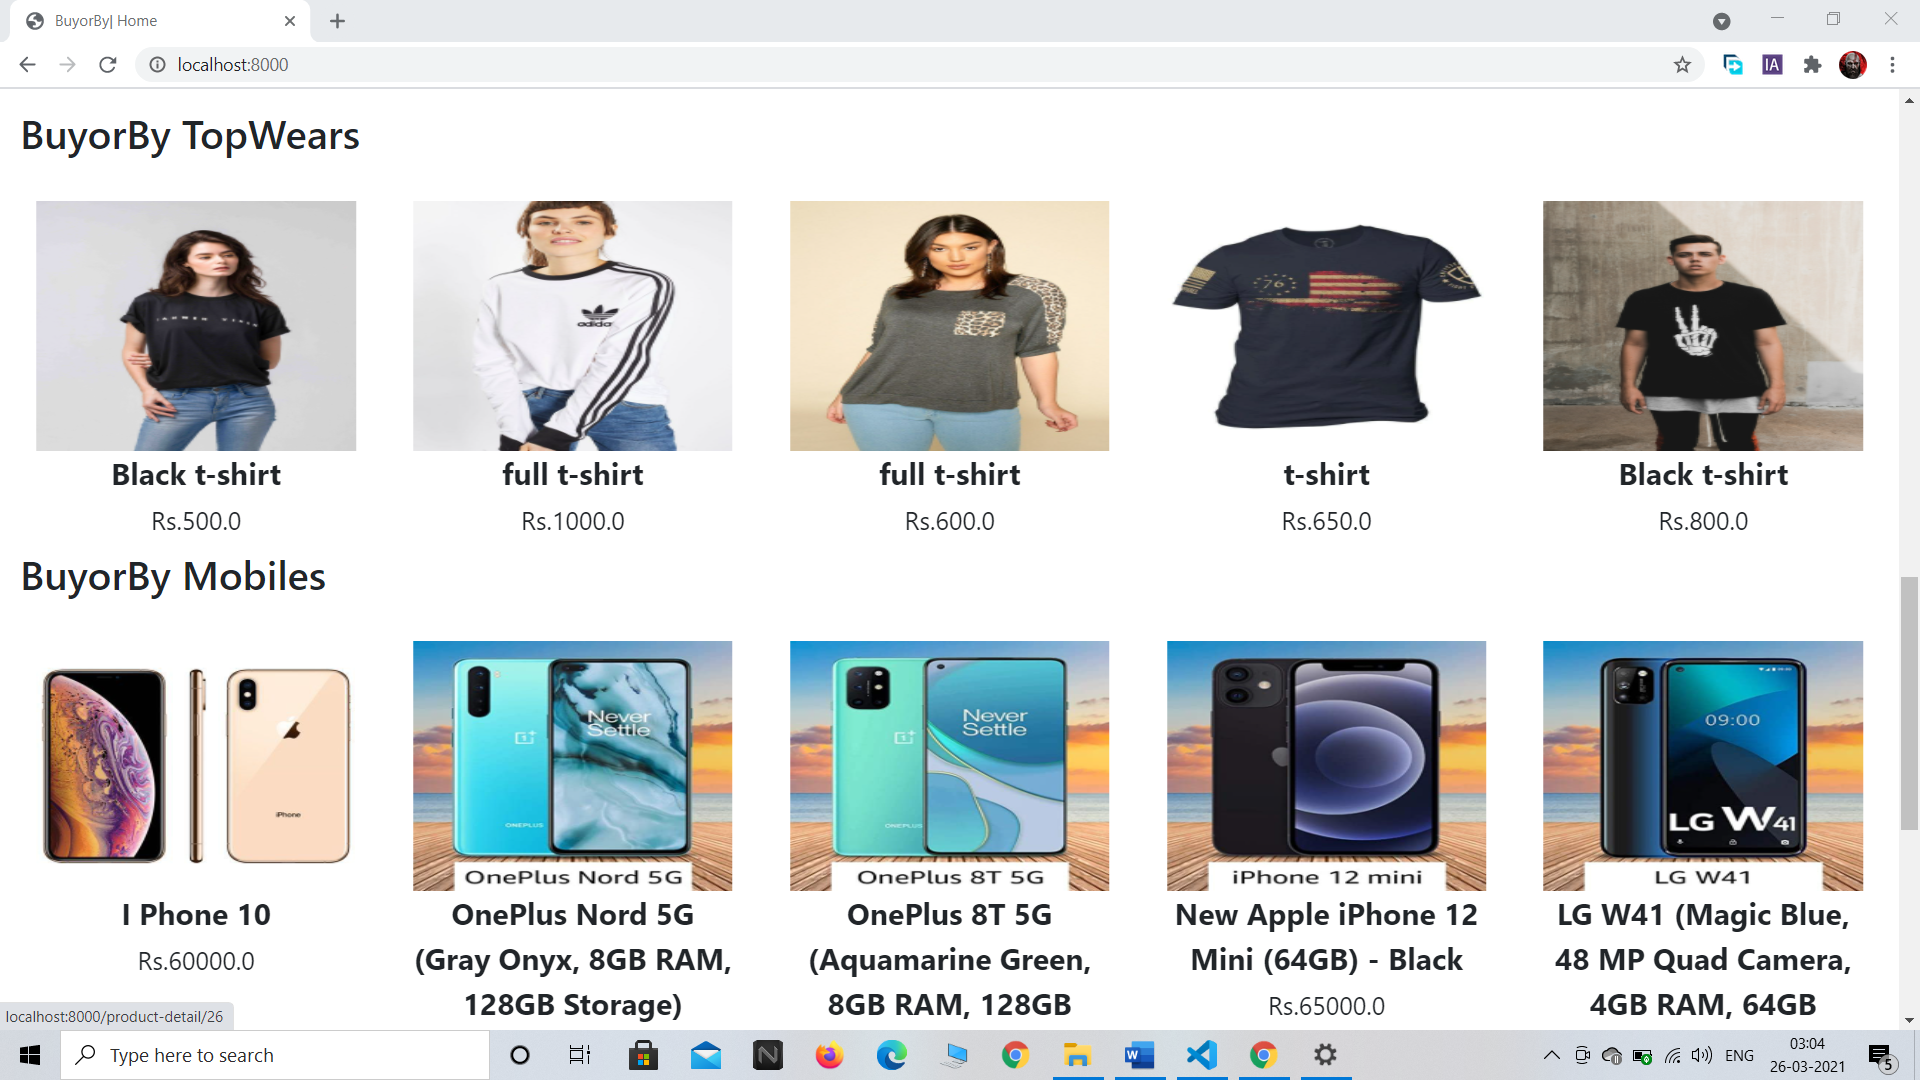 BuyorBy| Home
localhost:8000
IA
BuyorBy TopWears
adidas
76
Black t-shirt
full t-shirt
full t-shirt
t-shirt
Black t-shirt
Rs.500.0
Rs.1000.0
Rs.600.0
Rs.650.0
Rs.800.0
BuyorBy Mobiles
Never
Settle
Never
Settle
09:00
iPhone
ONEPLUS
ONEPLUS
LG W41
OnePlus Nord 5G
OnePlus 8T 5G
iPhone 12 mini
LG W41
I Phone 10
Rs.60000.0
OnePlus Nord 5G
(Gray Onyx, 8GB RAM,
128GB Storage)
OnePlus 8T 5G
(Aquamarine Green,
8GB RAM, 128GB
New Apple iPhone 12
Mini (64GB) - Black
Rs.65000.0
LG W41 (Magic Blue,
48 MP Quad Camera,
4GB RAM, 64GB
localhost:8000/product-detail/26
Type here to search
ENG
03:04
26-03-2021
5